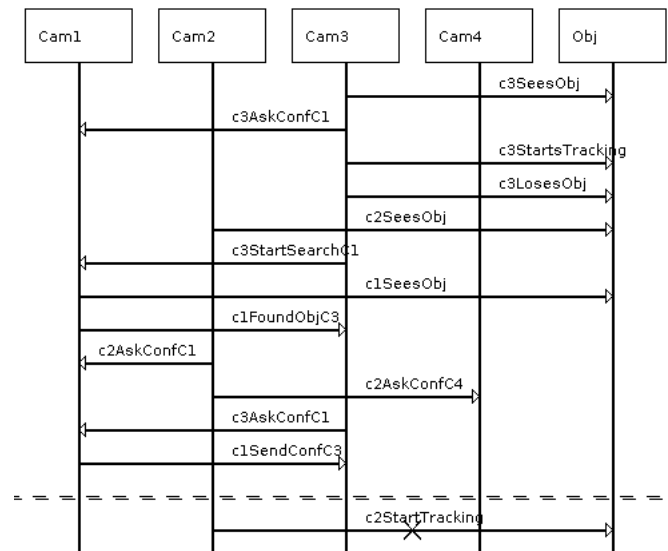 Cam1 Cam2 Cam3 Cam4 Obj
c3SeesObj
c3AskConfC1
c3StartsTracking
c3LosesObj
c2SeesObj
c3StartSearchC1
c1SeesObj
c1FoundObjC3
c2AskConfC1
c2AskConfC4
c3AskConfC1
c1SendConfC3
c2StartTracking